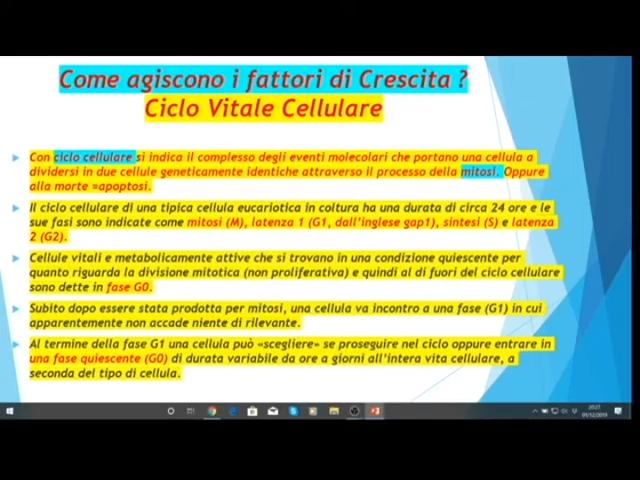 Come agiscono i fattori di Crescita ?
Ciclo Vitale Cellulare
Con ciclo cellulare si indica il complesso degli eventi molecolari che portano una cellula a
dividersi in due cellule geneticamente identiche attraverso il processo della mitosi. Oppure
alla morte =apoptosi.
Il ciclo cellulare di una tipica cellula eucariotica in coltura ha una durata di circa 24 ore e le
sue fasi sono indicate come mitosi (M), latenza 1 (G1, dall'inglese gap1), sintesi (S) e latenza
2 (G2).
Cellule vitali e metabolicamente attive che si trovano in una condizione quiescente per
quanto riguarda la divisione mitotica (non proliferativa) e quindi al di fuori del ciclo cellulare
sono dette in fase G0.
Subito dopo essere stata prodotta per mitosi, una cellula va incontro a una fase (G1) in cui
apparentemente non accade niente di rilevante.
Al termine della fase G1 una cellula può «scegliere» se proseguire nel ciclo oppure entrare in
una fase quiescente (G0) di durata variabile da ore a giorni all'intera vita cellulare, a
seconda del tipo di cellula.
20:27